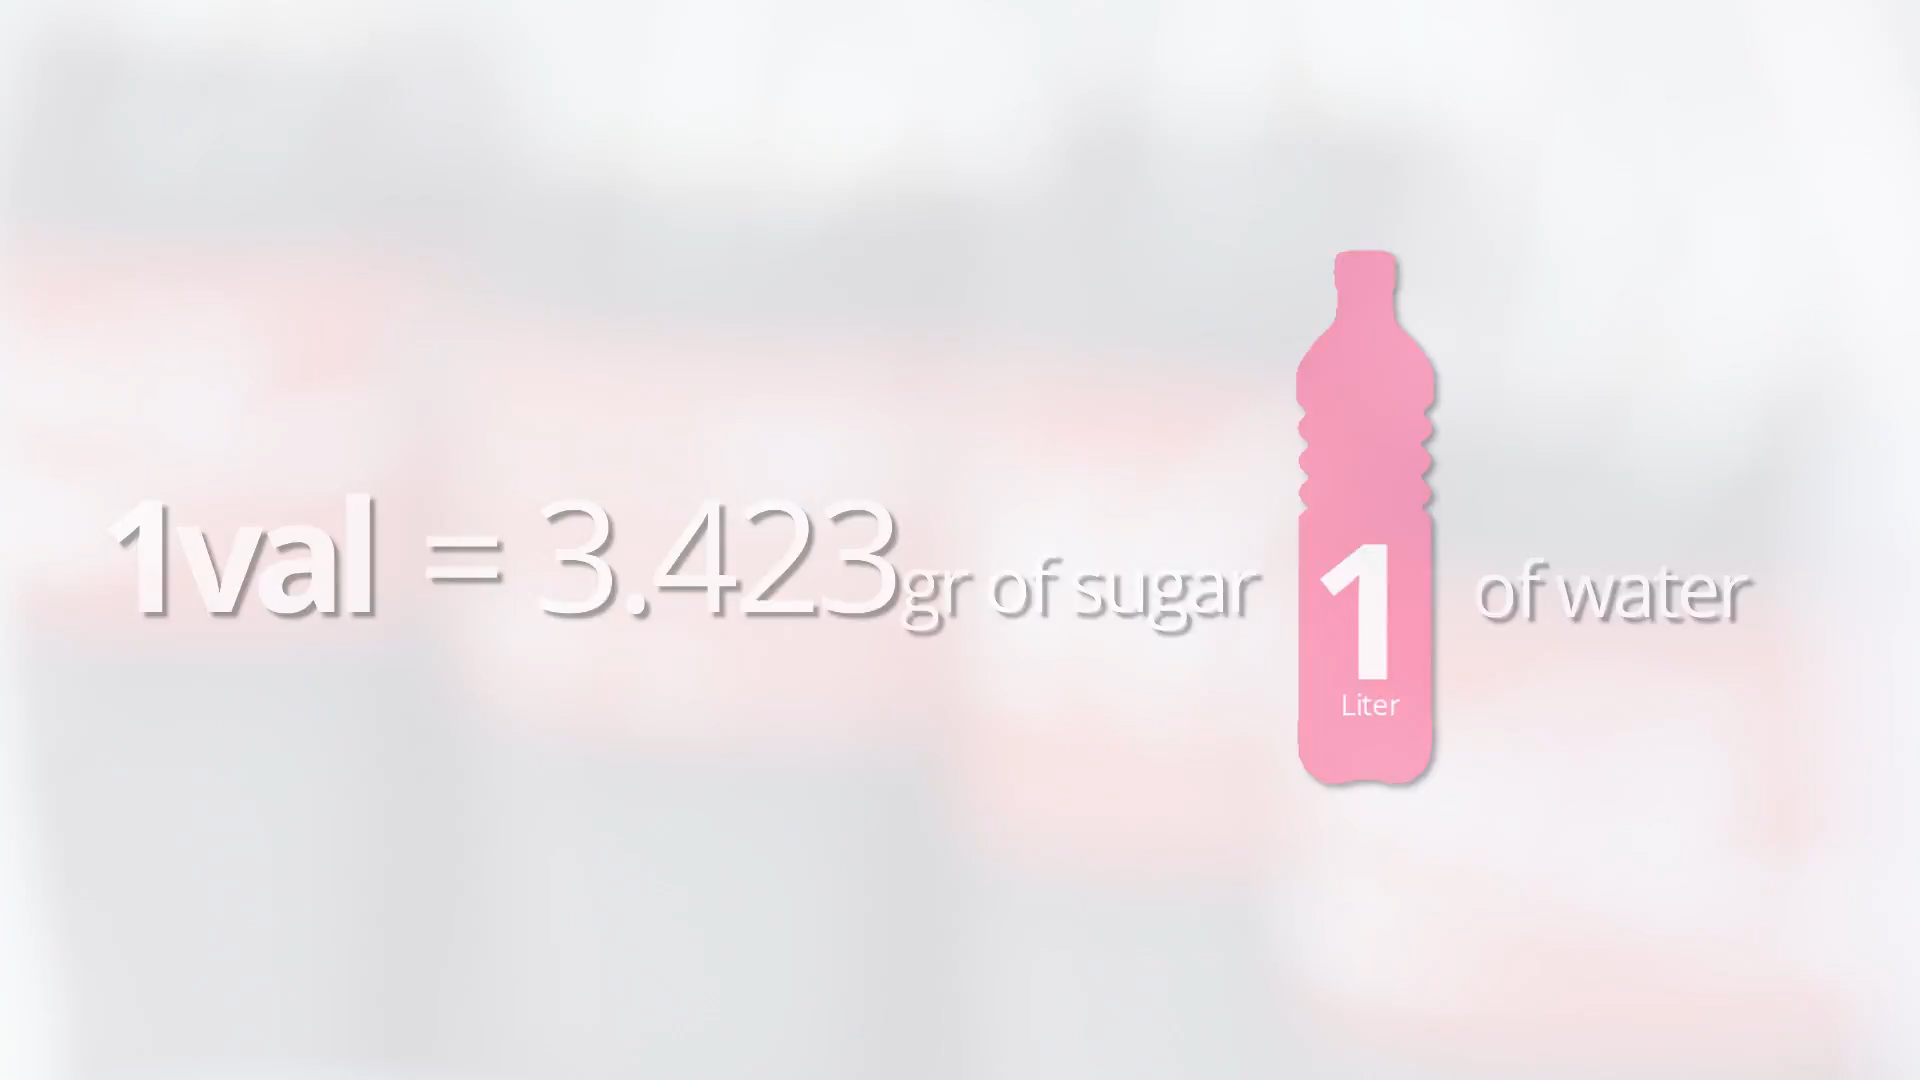 1val = 3.423gr of sugar 1 of water
Liter